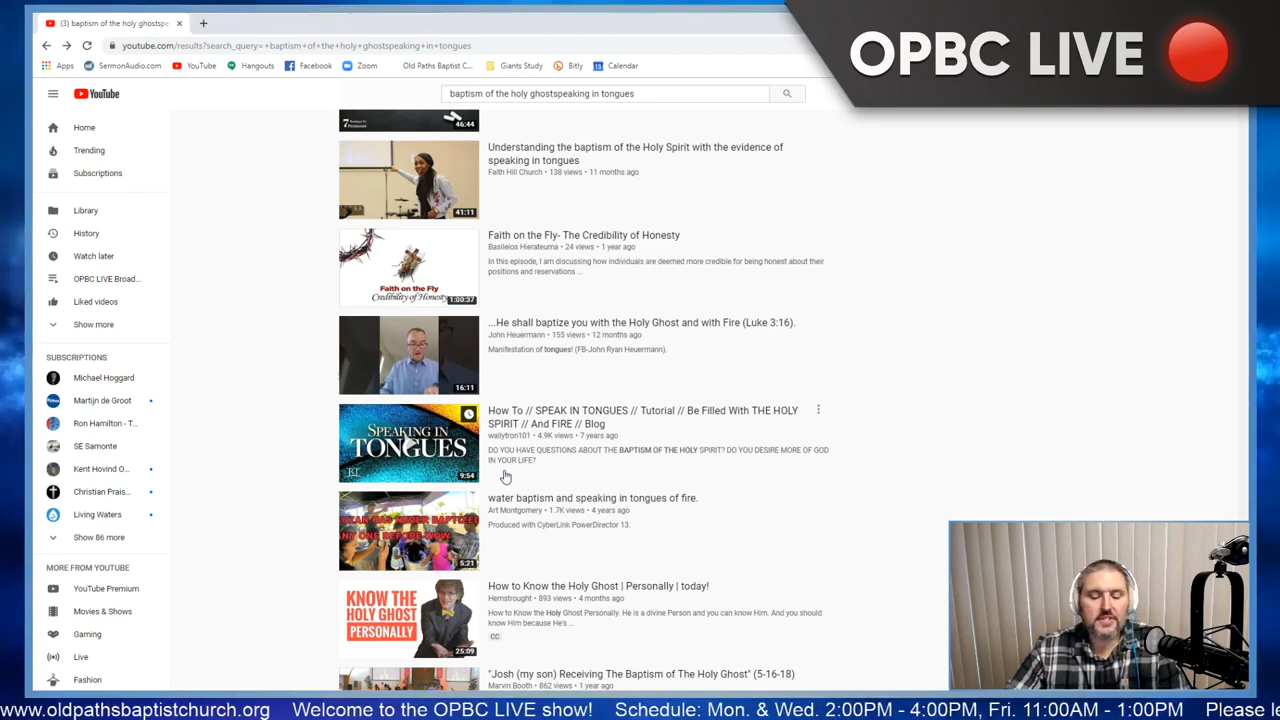 (3) baptism of the holy ghostspe
OPBC LIVE
youtube.com/results?search_query=+baptism+of+the+holy+ghostspeaking+in+tongues
Apps SermonAudio.com YouTube Hangouts Facebook Zoom Old Paths Baptist C... Giants Study Bitly Calendar
YouTube
baptism of the holy ghostspeaking in tongues
Home
Trending
Subscriptions
Library
History
Watch later
OPBC LIVE Broad...
Liked videos
Show more
SUBSCRIPTIONS
Michael Hoggard
Martijn de Groot
Ron Hamilton - T...
SE Samonte
Kent Hovind O...
Christian Prais...
Living Waters
Show 86 more
MORE FROM YOUTUBE
YouTube Premium
Movies & Shows
Gaming
Live
Fashion
46:44
Understanding the baptism of the Holy Spirit with the evidence of
speaking in tongues
Faith Hill Church • 138 views • 11 months ago
41:11
Faith on the Fly- The Credibility of Honesty
Basileios Hierateuma • 24 views • 1 year ago
In this episode, I am discussing how individuals are deemed more credible for being honest about their
positions and reservations ...
Faith on the Fly
Credibility of Honesty
1:00:37
...He shall baptize you with the Holy Ghost and with Fire (Luke 3:16).
John Heuermann • 155 views • 12 months ago
Manifestation of tongues! (FB-John Ryan Heuermann).
16:11
How To // SPEAK IN TONGUES // Tutorial // Be Filled With THE HOLY
SPIRIT // And FIRE // Blog
wallytron101 • 4.9K views • 7 years ago
DO YOU HAVE QUESTIONS ABOUT THE BAPTISM OF THE HOLY SPIRIT? DO YOU DESIRE MORE OF GOD
IN YOUR LIFE?
SPEAKING IN
TONGUES
9:54
water baptism and speaking in tongues of fire.
Art Montgomery • 1.7K views • 4 years ago
Produced with CyberLink PowerDirector 13.
HAS NEVER BAPTIZE
ANY ONE BEFORE NOW
5:21
How to Know the Holy Ghost | Personally | today!
Hemstrought • 893 views • 4 months ago
How to Know the Holy Ghost Personally. He is a divine Person and you can know Him. And you should
know Him because He's ...
CC
KNOW THE
HOLY GHOST
PERSONALLY
25:09
"Josh (my son) Receiving The Baptism of The Holy Ghost" (5-16-18)
Marvin Booth • 862 views • 1 year ago
www.oldpathsbaptistchurch.org Welcome to the OPBC LIVE show! Schedule: Mon. & Wed. 2:00PM - 4:00PM, Fri. 11:00AM - 1:00PM Please le